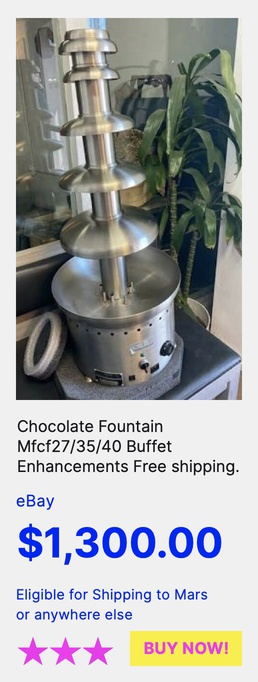 Chocolate Fountain
Mfcf27/35/40 Buffet
Enhancements Free shipping.
eBay
$1,300.00
Eligible for Shipping to Mars
or anywhere else
BUY NOW!